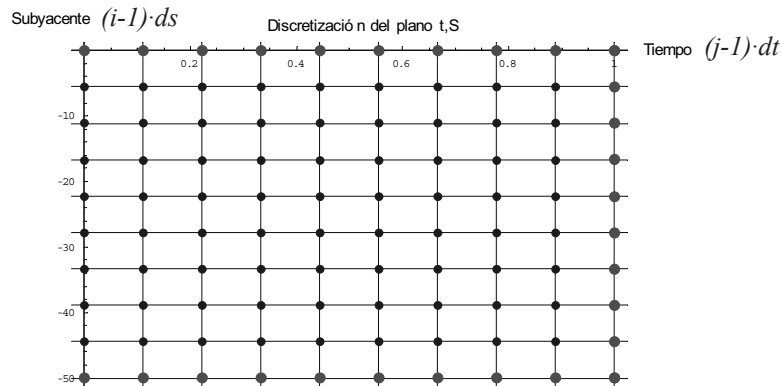 Subyacente (i-1)·ds
Discretizació n del plano t,S
Tiempo (j-1)·dt
0.2 0.4 0.6 0.8 1
-10
-20
-30
-40
-50